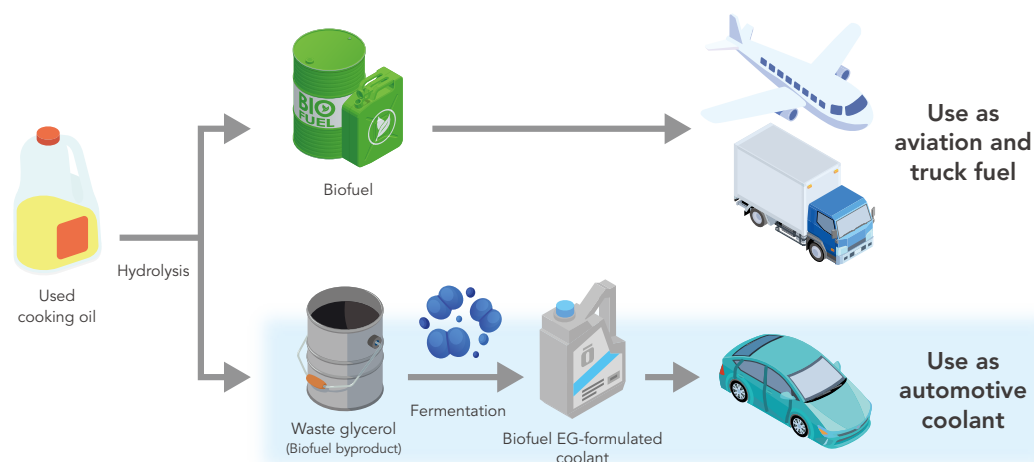 BIO
FUEL
Biofuel
Use as
aviation and
truck fuel
Hydrolysis
Used
cooking oil
Waste glycerol
(Biofuel byproduct)
Fermentation
Biofuel EG-formulated
coolant
Use as
automotive
coolant